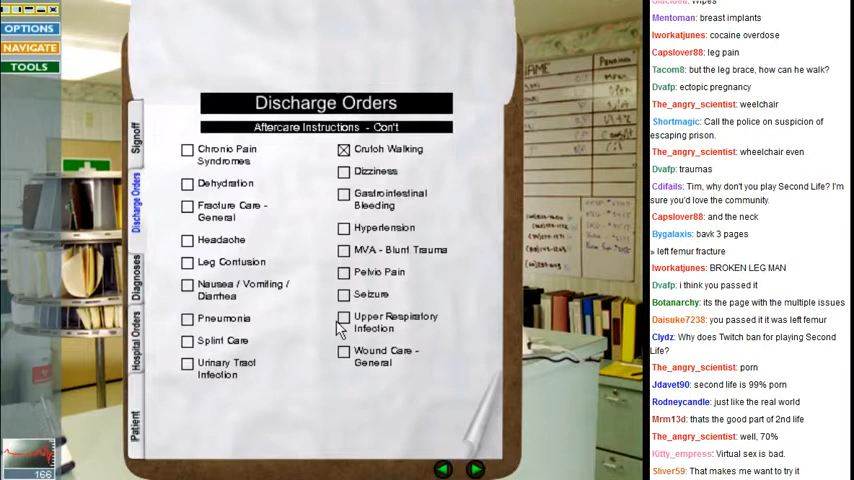 OPTIONS
NAVIGATE
TOOLS
166
Discharge Orders
Aftercare Instructions - Con't
Signoff
Discharge Orders
Diagnoses
Hospital Orders
Patient
Chronic Pain
Syndromes
Dehydration
Fracture Care -
General
Headache
Leg Contusion
Nausea / Vomiting /
Diarrhea
Pneumonia
Splint Care
Urinary Tract
Infection
Crutch Walking
Dizziness
Gastrointestinal
Bleeding
Hypertension
MVA - Blunt Trauma
Pelvic Pain
Seizure
Upper Respiratory
Infection
Wound Care -
General
Mentoman: breast implants
Iworkatjunes: cocaine overdose
Capslover88: leg pain
Tacom8: but the leg brace, how can he walk?
Dvafp: ectopic pregnancy
The_angry_scientist: weelchair
Shortmagic: Call the police on suspicion of
escaping prison.
The_angry_scientist: wheelchair even
Dvafp: traumas
Cdifails: Tim, why don't you play Second Life? I'm
sure you'd love the community.
Capslover88: and the neck
Bygalaxis: bavk 3 pages
» left femur fracture
Iworkatjunes: BROKEN LEG MAN
Dvafp: i think you passed it
Botanarchy: its the page with the multiple issues
Daisuke7238: you passed it was left femur
Clydz: Why does Twitch ban for playing Second
Life?
The_angry_scientist: porn
Jdavet90: second life is 99% porn
Rodneycandle: just like the real world
Mrm13d: thats the good part of 2nd life
The_angry_scientist: well, 70%
Kitty_empress: Virtual sex is bad.
Sliver59: That makes me want to try it